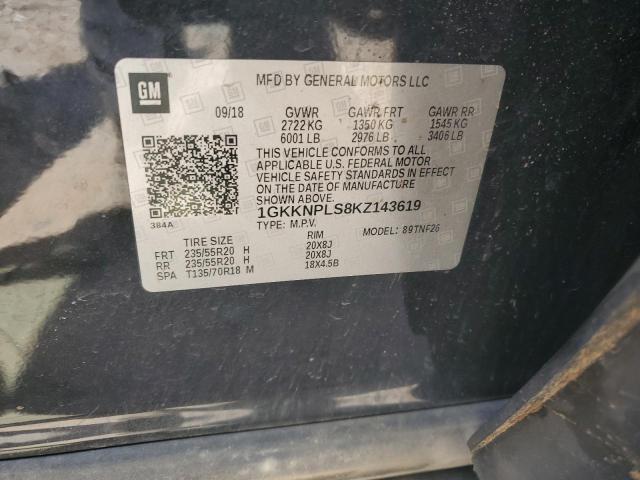 GM
MFD BY GENERAL MOTORS LLC
09/18 GVWR GAWR FRT GAWR RR
2722 KG 1350 KG 1545 KG
6001 LB 2976 LB 3406 LB
THIS VEHICLE CONFORMS TO ALL
APPLICABLE U.S. FEDERAL MOTOR
VEHICLE SAFETY STANDARDS IN EFFECT
ON THE DATE OF MANUFACTURE
SHOWN ABOVE.
384A 1GKKNPLS8KZ143619
TYPE: M.P.V. MODEL: 89TNF26
TIRE SIZE RIM
FRT 235/55R20 H 20X8J
RR 235/55R20 H 20X8J
SPA T135/70R18 M 18X4.5B